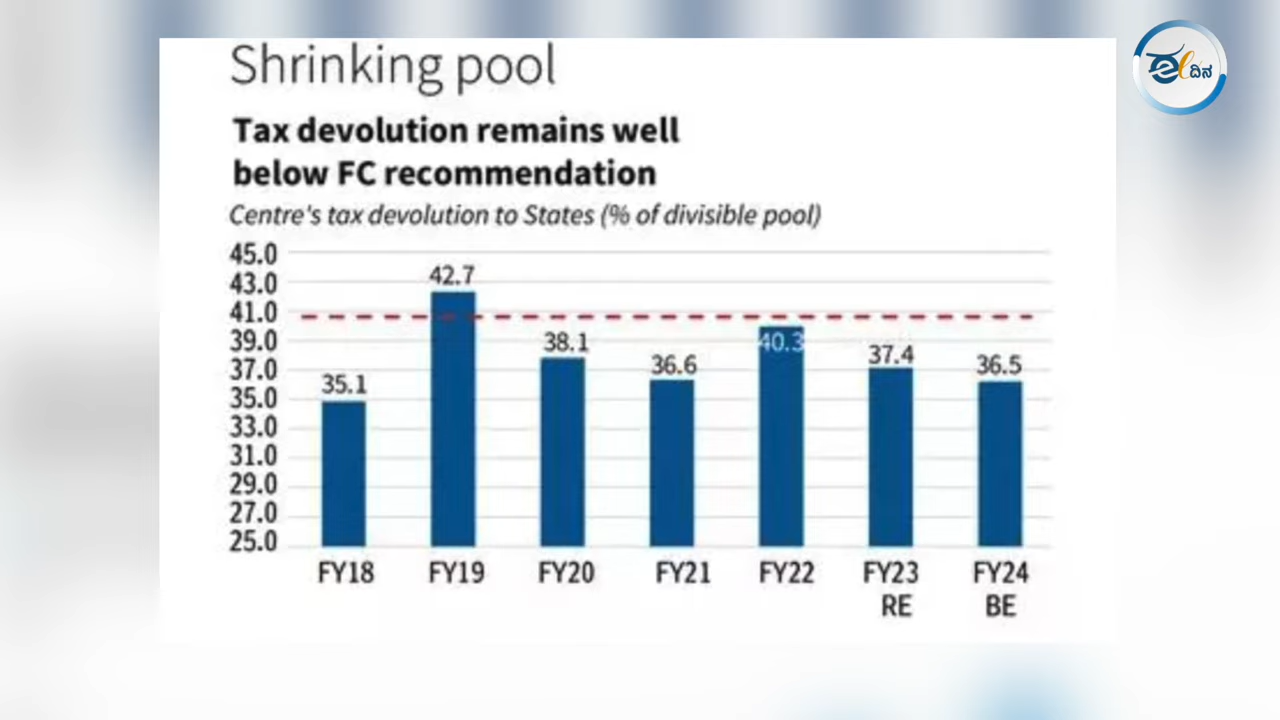 Shrinking pool
Tax devolution remains well
below FC recommendation
Centre's tax devolution to States (% of divisible pool)
45.0
43.0
41.0
39.0
37.0
35.0
33.0
31.0
29.0
27.0
25.0
35.1
42.7
38.1
36.6
40.3
37.4
36.5
FY18 FY19 FY20 FY21 FY22 FY23 FY24
RE BE
ದಿನ